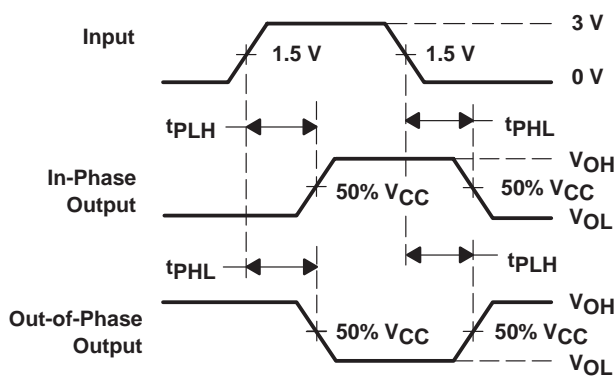 3 V
Input
1.5 V
1.5 V
0 V
tPLH
tPHL
VOH
In-Phase
Output
50% VCC
50% VCC
VOL
tPHL
tPLH
VOH
Out-of-Phase
Output
50% VCC
50% VCC
VOL